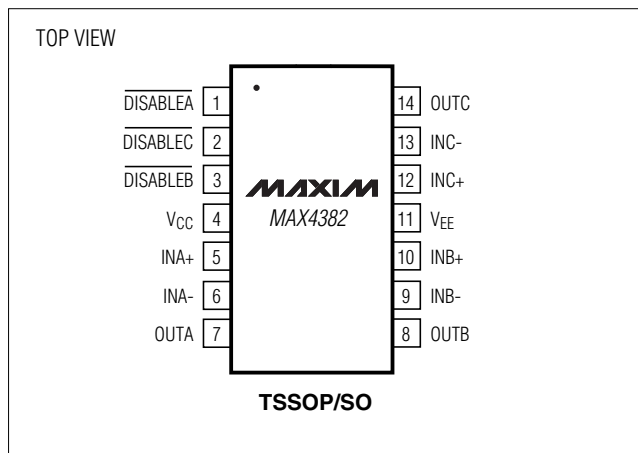 TOP VIEW
DISABLEA 1
DISABLEC 2
DISABLEB 3
VCC 4
INA+ 5
INA- 6
OUTA 7
MAXIM
MAX4382
14 OUTC
13 INC-
12 INC+
11 VEE
10 INB+
9 INB-
8 OUTB
TSSOP/SO